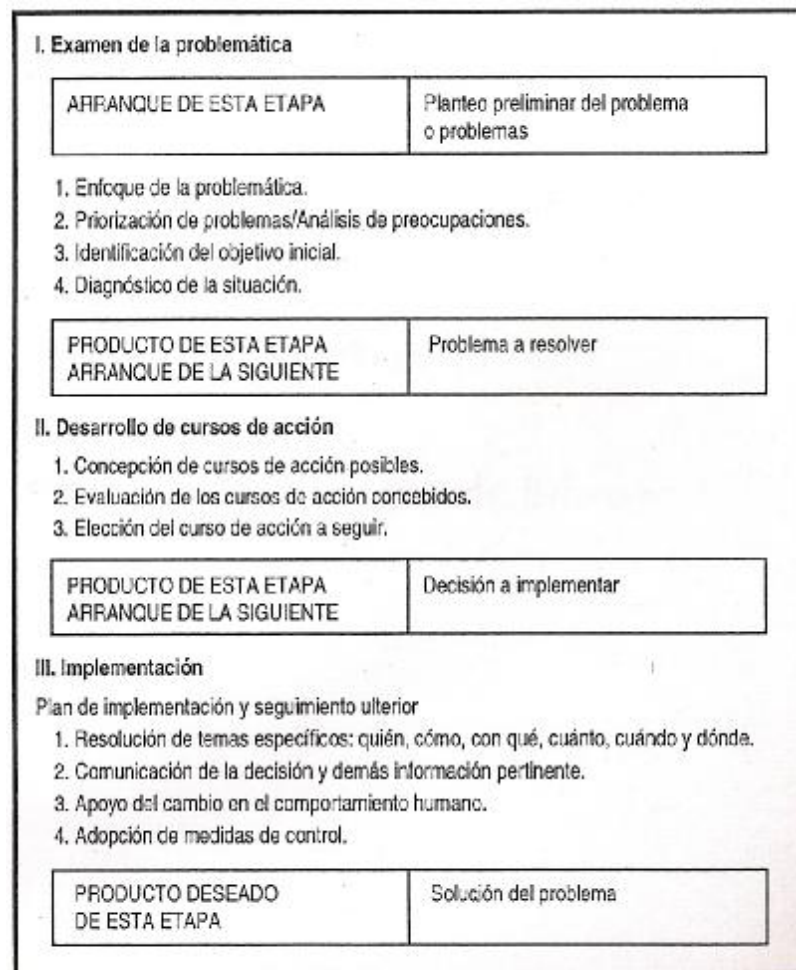 I. Examen de la problemática
ARRANQUE DE ESTA ETAPA
Planteo preliminar del problema
o problemas
1. Enfoque de la problemática.
2. Priorización de problemas/Análisis de preocupaciones.
3. Identificación del objetivo inicial.
4. Diagnóstico de la situación.
PRODUCTO DE ESTA ETAPA
ARRANQUE DE LA SIGUIENTE
Problema a resolver
II. Desarrollo de cursos de acción
1. Concepción de cursos de acción posibles.
2. Evaluación de los cursos de acción concebidos.
3. Elección del curso de acción a seguir.
PRODUCTO DE ESTA ETAPA
ARRANQUE DE LA SIGUIENTE
Decisión a implementar
III. Implementación
Plan de implementación y seguimiento ulterior
1. Resolución de temas específicos: quién, cómo, con qué, cuánto, cuándo y dónde.
2. Comunicación de la decisión y demás información pertinente.
3. Apoyo del cambio en el comportamiento humano.
4. Adopción de medidas de control.
PRODUCTO DESEADO
DE ESTA ETAPA
Solución del problema